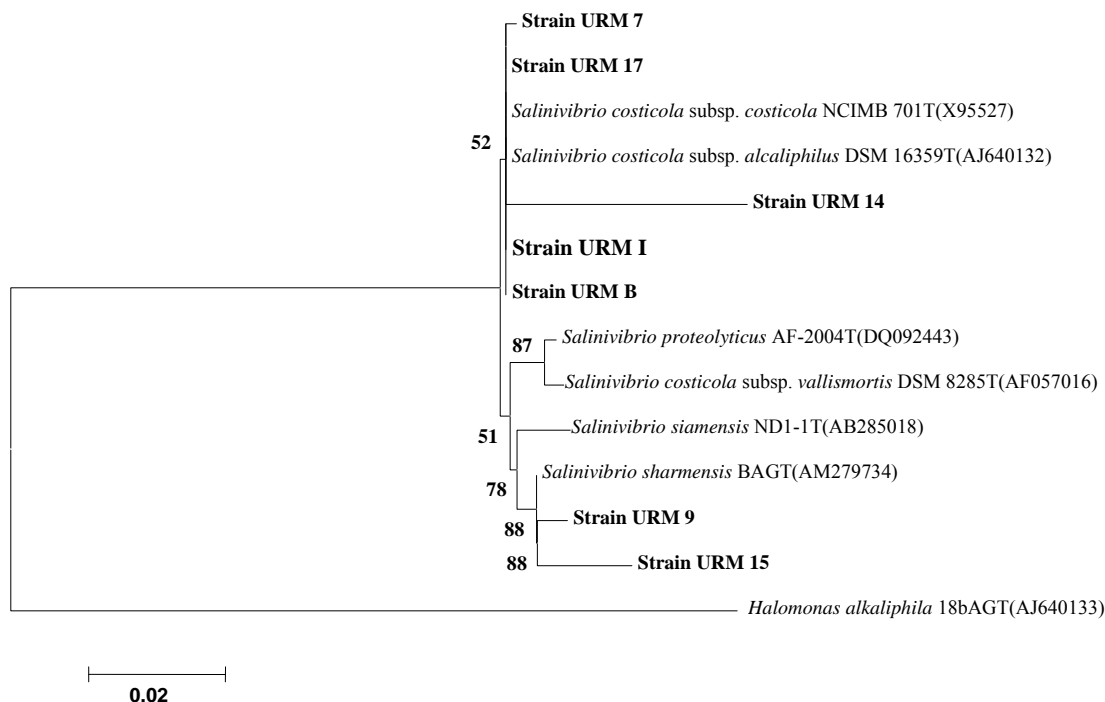 Strain URM 7
Strain URM 17
Salinivibrio costicola subsp. costicola NCIMB 701T(X95527)
52
Salinivibrio costicola subsp. alcaliphilus DSM 16359T(AJ640132)
Strain URM 14
Strain URM I
Strain URM B
Salinivibrio proteolyticus AF-2004T(DQ092443)
87
Salinivibrio costicola subsp. vallismortis DSM 8285T(AF057016)
Salinivibrio siamensis ND1-1T(AB285018)
51
Salinivibrio sharmensis BAGT(AM279734)
78
Strain URM 9
88
Strain URM 15
88
Halomonas alkaliphila 18bAGT(AJ640133)
0.02